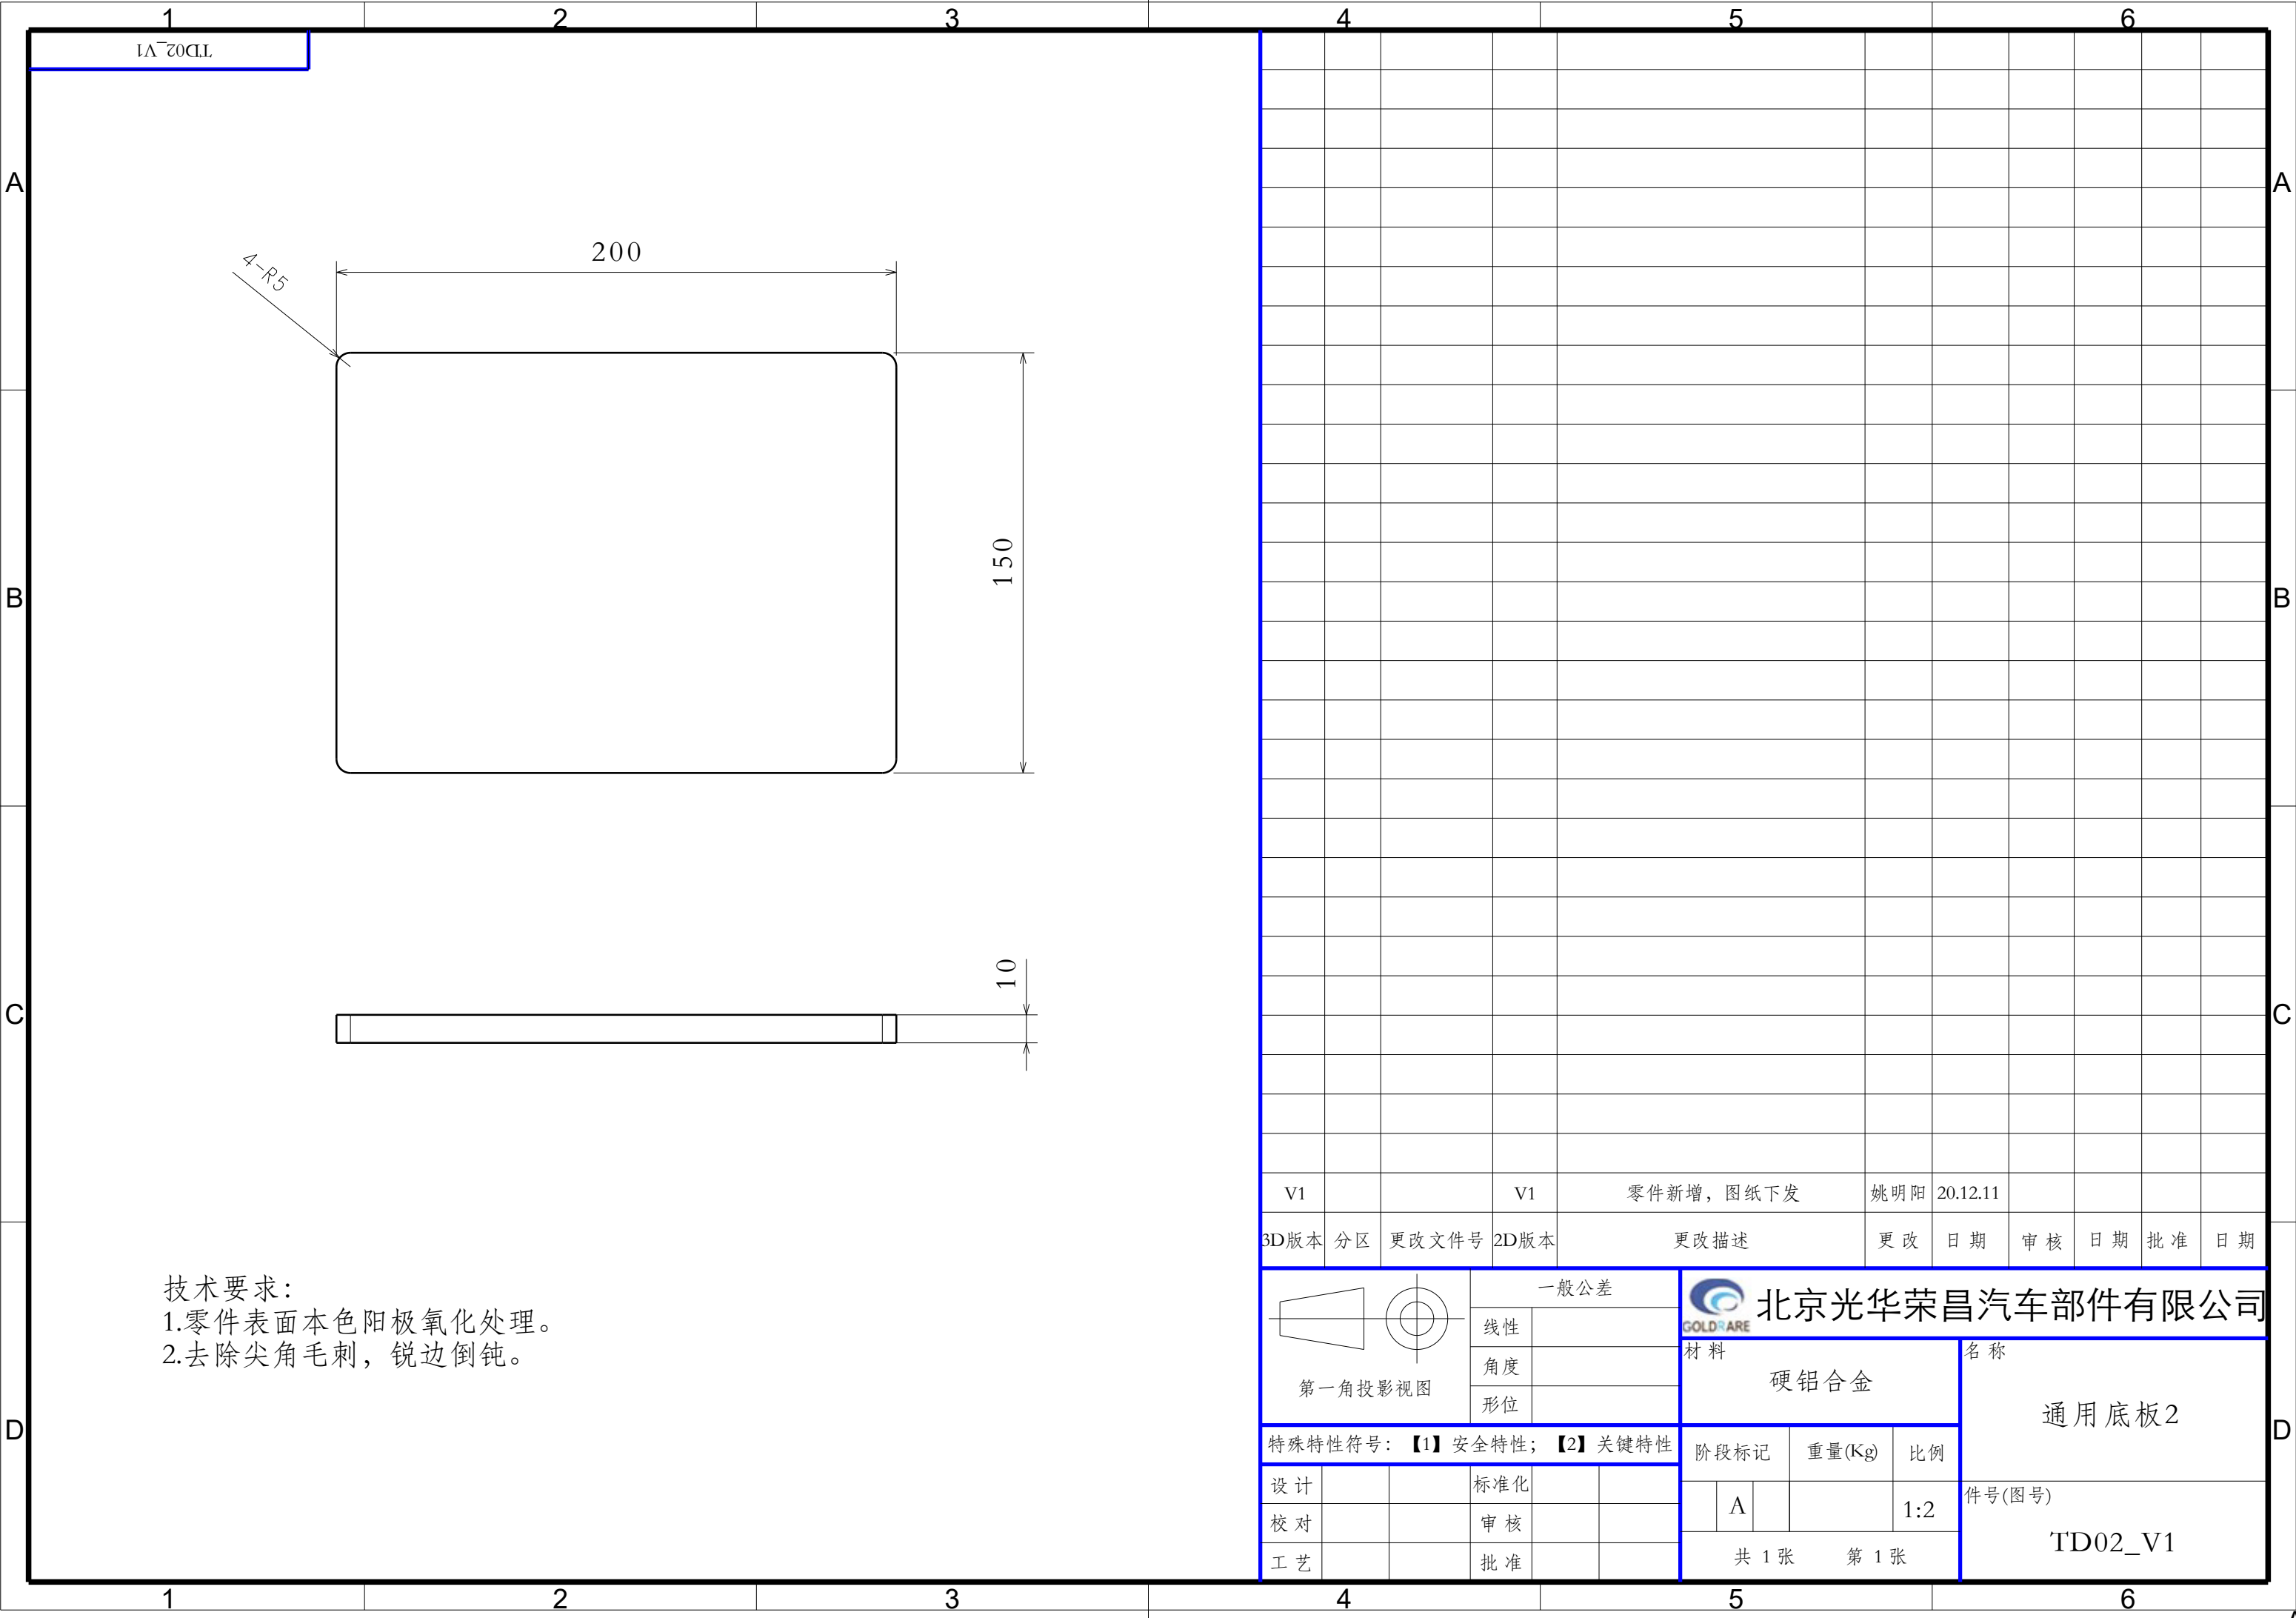 1 2 3 4 5 6
TD02_V1
A A
200
4-R5
B B
150
10
C C
V1 V1 零件新增，图纸下发 姚明阳 20.12.11
3D版本 分区 更改文件号 2D版本 更改描述 更改 日期 审核 日期 批准 日期
技术要求：
1.零件表面本色阳极氧化处理。
2.去除尖角毛刺，锐边倒钝。
第一角投影视图
一般公差
线性
角度
形位
GOLDRARE 北京光华荣昌汽车部件有限公司
材料
硬铝合金
名称
通用底板2
D D
特殊特性符号：【1】安全特性；【2】关键特性
阶段标记 重量(Kg) 比例
A 1:2
设计 标准化
校对 审核
工艺 批准
共 1 张 第 1 张
件号(图号)
TD02_V1
1 2 3 4 5 6